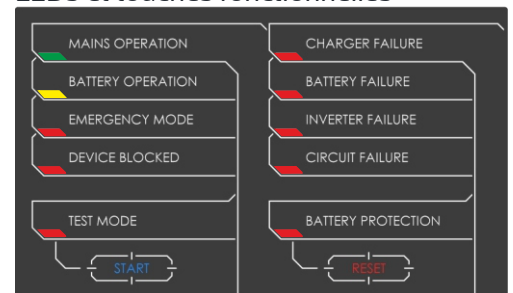 LEDs et touches fonctionnelles
MAINS OPERATION
BATTERY OPERATION
EMERGENCY MODE
DEVICE BLOCKED
TEST MODE
START
CHARGER FAILURE
BATTERY FAILURE
INVERTER FAILURE
CIRCUIT FAILURE
BATTERY PROTECTION
RESET